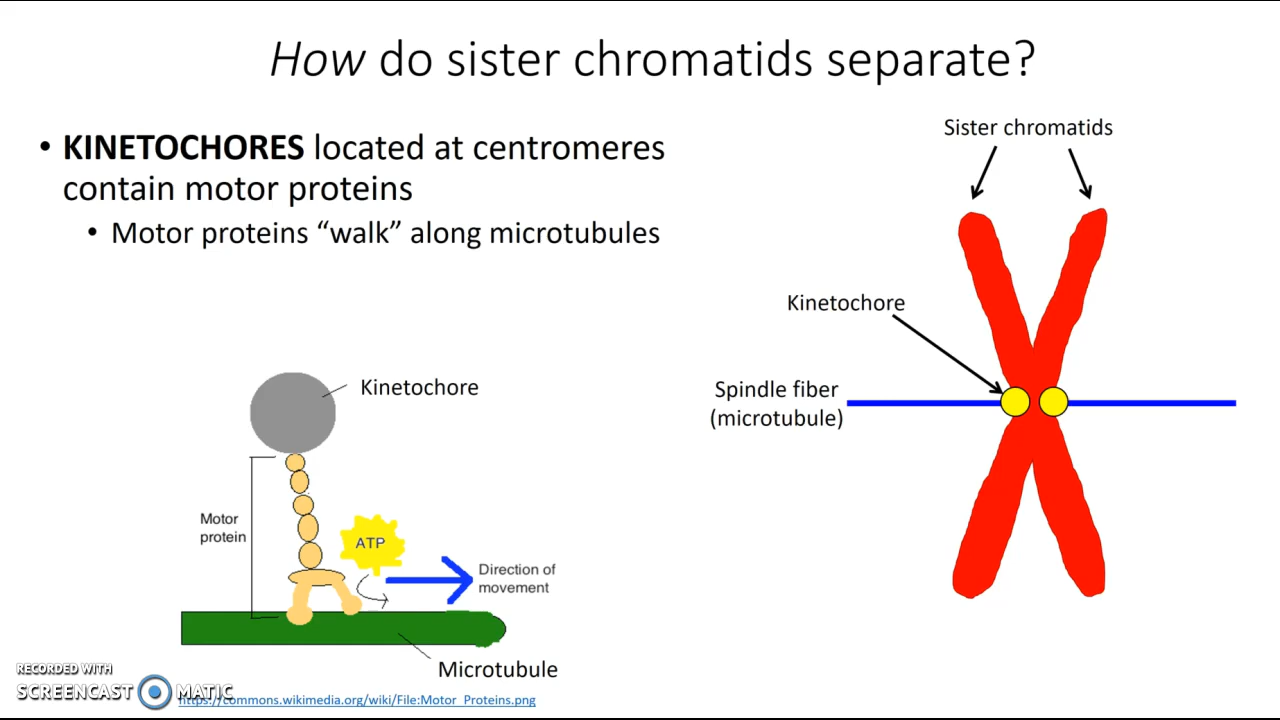 How do sister chromatids separate?
• KINETOCHORES located at centromeres
contain motor proteins
• Motor proteins “walk” along microtubules
Sister chromatids
Kinetochore
Spindle fiber
(microtubule)
Kinetochore
Motor
protein
ATP
Direction of
movement
Microtubule
RECORDED WITH
SCREENCAST MATIC
https://commons.wikimedia.org/wiki/File:Motor_Proteins.png